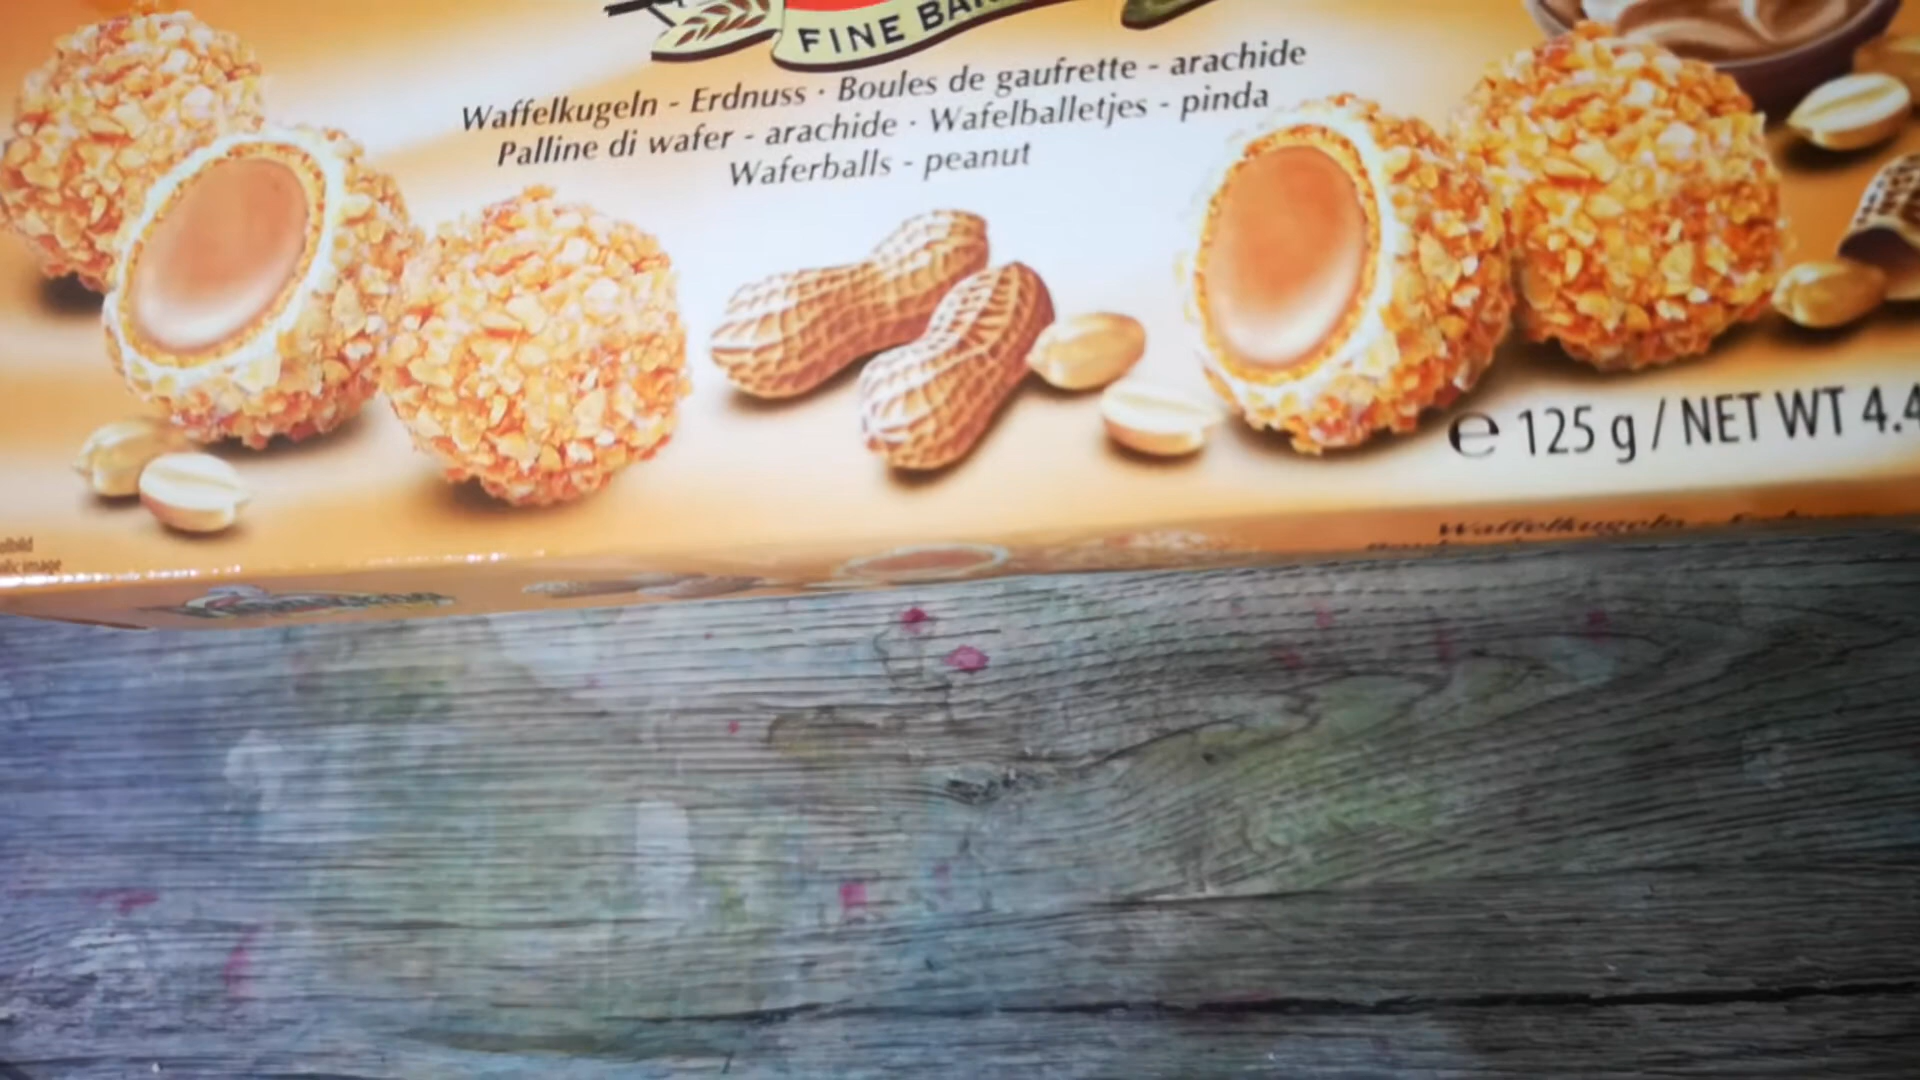 FINE
Waffelkugeln - Erdnuss · Boules de gaufrette - arachide
Palline di wafer - arachide · Wafelballetjes - pinda
Waferballs - peanut
℮ 125 g / NET WT 4.4